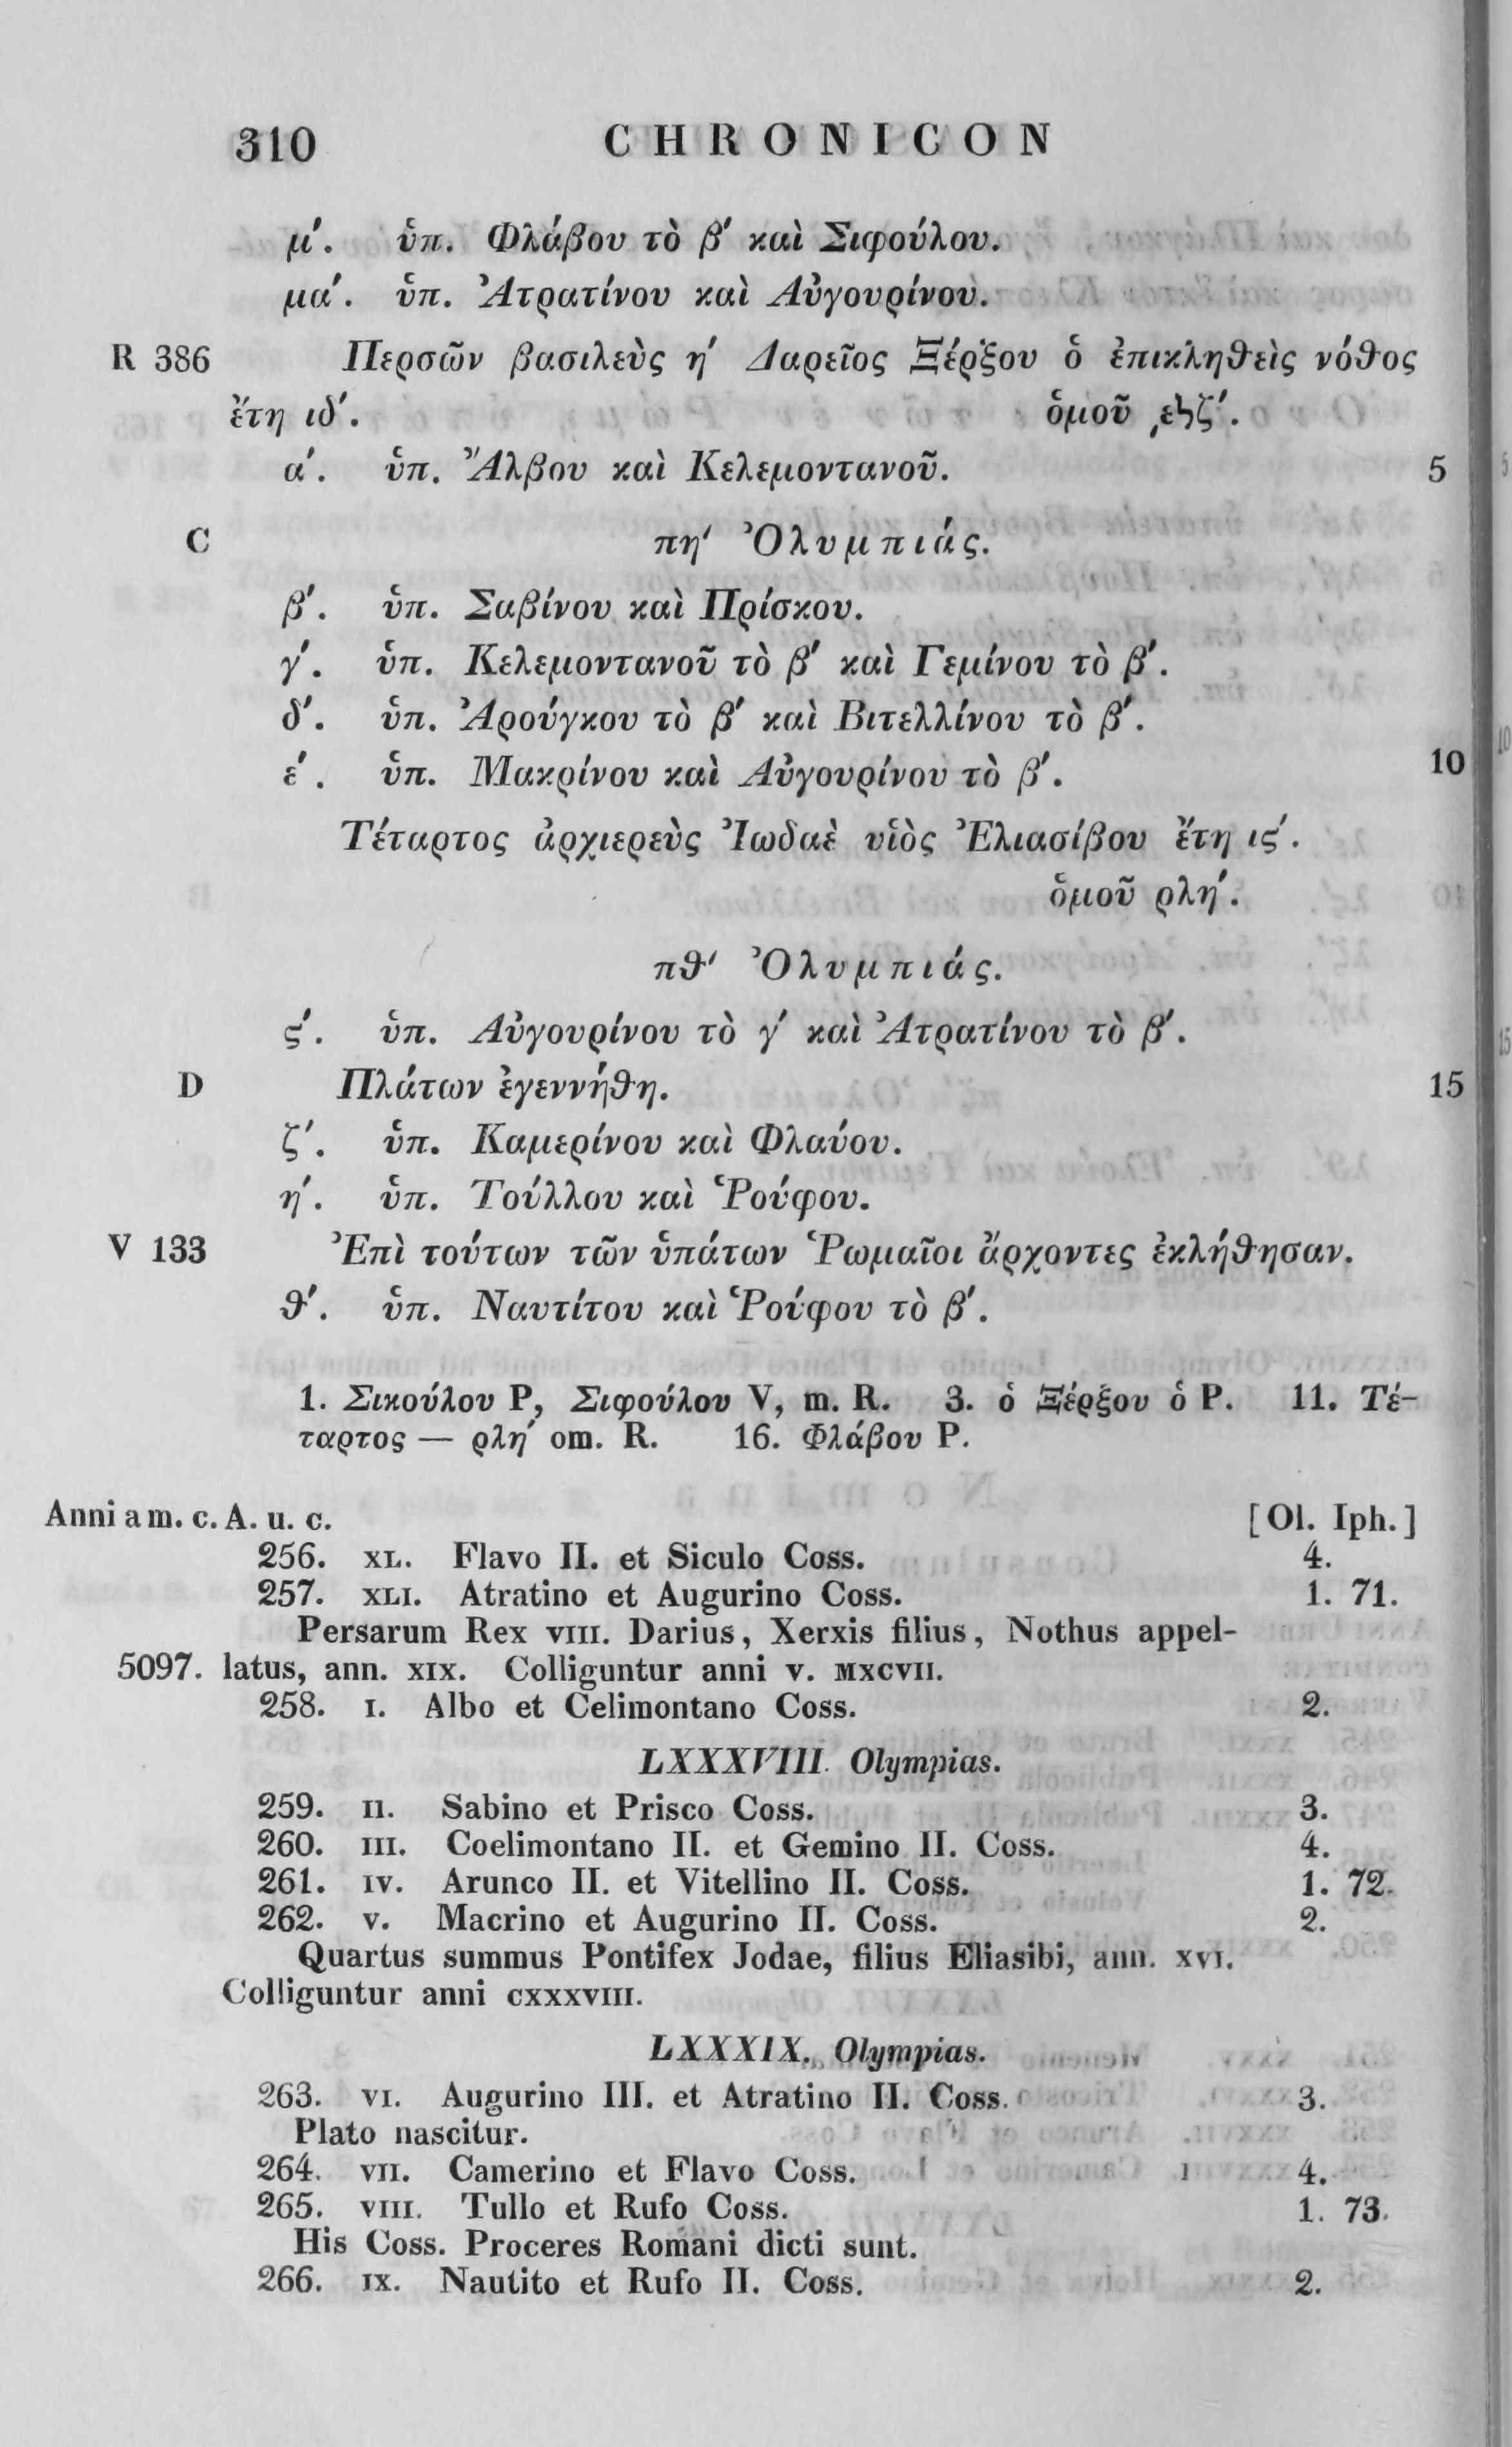 310 CHRONICON
μ΄. ὑπ. Φλάβου τὸ β΄ καὶ Σιφούλου.
μα΄. ὑπ. Ἀτρατίνου καὶ Αὐγουρίνου.
R 386 Περσῶν βασιλεὺς η΄ Δαρεῖος Ξέρξου ὁ ἐπικληθεὶς νόθος
ἔτη ιδ΄. ὁμοῦ ͵εϟζ΄.
α΄. ὑπ. Ἄλβου καὶ Κελεμοντανοῦ. 5
C πη΄ Ὀλυμπιάς.
β΄. ὑπ. Σαβίνου καὶ Πρίσκου.
γ΄. ὑπ. Κελεμοντανοῦ τὸ β΄ καὶ Γεμίνου τὸ β΄.
δ΄. ὑπ. Ἀρούγκου τὸ β΄ καὶ Βιτελλίνου τὸ β΄.
ε΄. ὑπ. Μακρίνου καὶ Αὐγουρίνου τὸ β΄. 10
Τέταρτος ἀρχιερεὺς Ἰωδαὲ υἱὸς Ἐλιασίβου ἔτη ις΄.
ὁμοῦ ρλη΄.
πθ΄ Ὀλυμπιάς.
ς΄. ὑπ. Αὐγουρίνου τὸ γ΄ καὶ Ἀτρατίνου τὸ β΄.
D Πλάτων ἐγεννήθη. 15
ζ΄. ὑπ. Καμερίνου καὶ Φλαύου.
η΄. ὑπ. Τούλλου καὶ Ῥούφου.
V 133 Ἐπὶ τούτων τῶν ὑπάτων Ῥωμαῖοι ἄρχοντες ἐκλήθησαν.
θ΄. ὑπ. Ναυτίτου καὶ Ῥούφου τὸ β΄.
1. Σικούλου P, Σιφούλου V, m. R. 3. ὁ Ξέρξου ὁ P. 11. Τέ-
ταρτος — ρλη΄ om. R. 16. Φλάβου P.
Anni a m. c. A. u. c. [Ol. Iph.]
256. XL. Flavo II. et Siculo Coss. 4.
257. XLI. Atratino et Augurino Coss. 1. 71.
Persarum Rex VIII. Darius, Xerxis filius, Nothus appel-
5097. latus, ann. XIX. Colliguntur anni V. MXCVII.
258. I. Albo et Celimontano Coss. 2.
LXXXVIII. Olympias.
259. II. Sabino et Prisco Coss. 3.
260. III. Coelimontano II. et Gemino II. Coss. 4.
261. IV. Arunco II. et Vitellino II. Coss. 1. 72.
262. V. Macrino et Augurino II. Coss. 2.
Quartus summus Pontifex Jodae, filius Eliasibi, ann. XVI.
Colliguntur anni CXXXVIII.
LXXXIX. Olympias.
263. VI. Augurino III. et Atratino II. Coss. 3.
Plato nascitur.
264. VII. Camerino et Flavo Coss. 4.
265. VIII. Tullo et Rufo Coss. 1. 73.
His Coss. Proceres Romani dicti sunt.
266. IX. Nautito et Rufo II. Coss. 2.